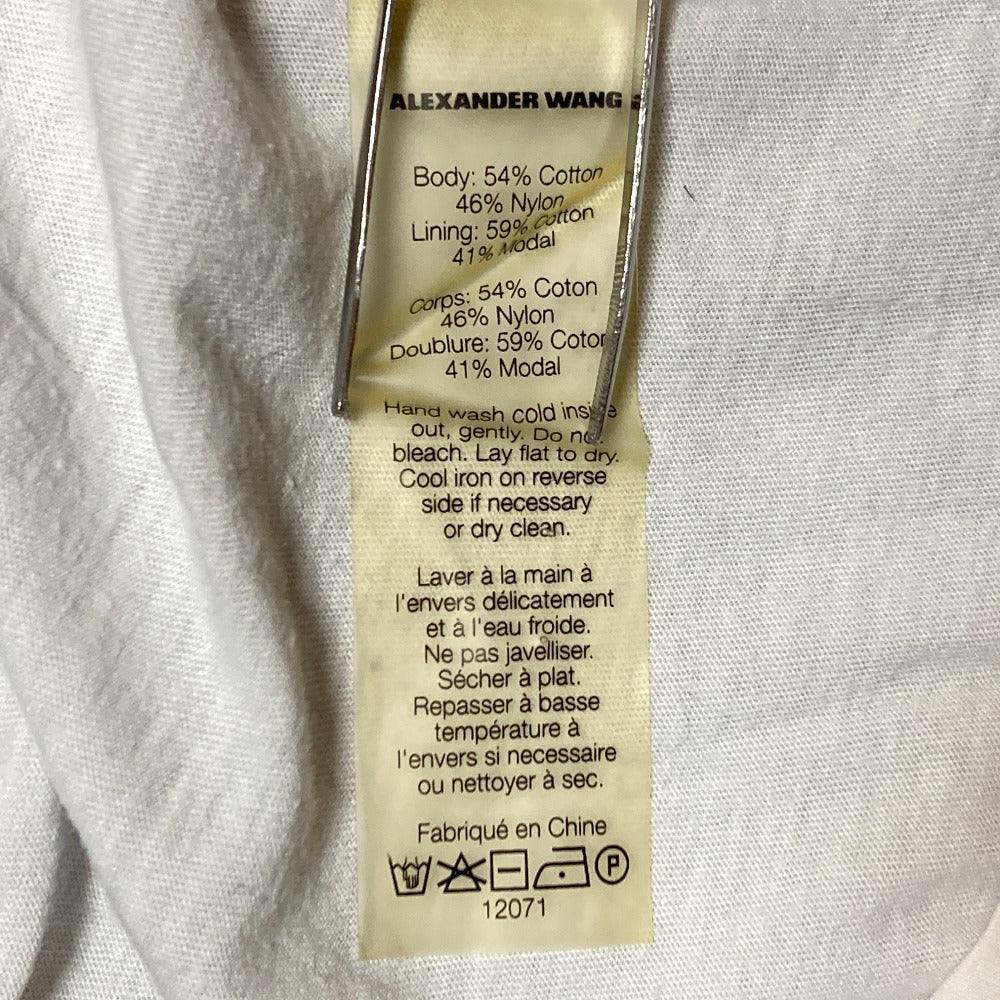 ALEXANDER WANG
Body: 54% Cotton
46% Nylon
Lining: 59% Cotton
41% Modal
Corps: 54% Coton
46% Nylon
Doublure: 59% Coton
41% Modal
Hand wash cold inside
out, gently. Do not
bleach. Lay flat to dry.
Cool iron on reverse
side if necessary
or dry clean.
Laver à la main à
l'envers délicatement
et à l'eau froide.
Ne pas javelliser.
Sécher à plat.
Repasser à basse
température à
l'envers si necessaire
ou nettoyer à sec.
Fabriqué en Chine
P
12071